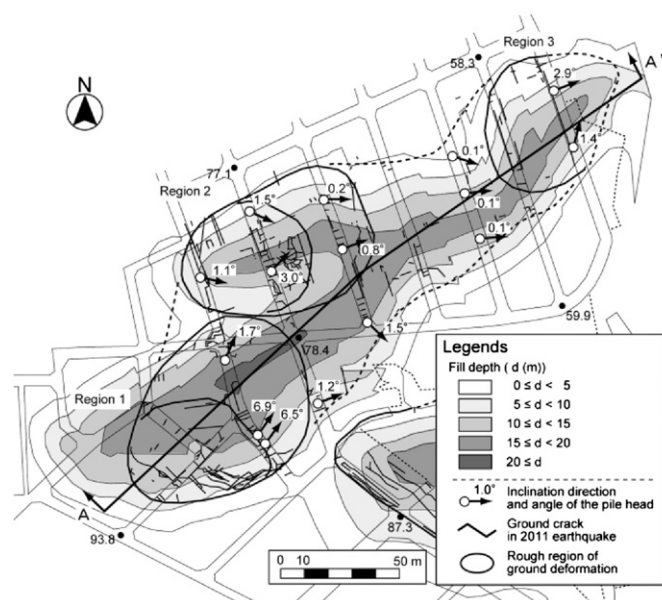 Region 3
A'
58.3
N
2.9°
1.4°
0.1°
77.1
Region 2
0.2°
0.1°
1.5°
0.1°
0.8°
1.1°
3.0°
59.9
1.5°
1.7°
78.4
Region 1
1.2°
6.9°
6.5°
A
93.8
87.3
0 10 50 m
Legends
Fill depth ( d (m))
0 ≤ d < 5
5 ≤ d < 10
10 ≤ d < 15
15 ≤ d < 20
20 ≤ d
1.0°
Inclination direction
and angle of the pile head
Ground crack
in 2011 earthquake
Rough region of
ground deformation